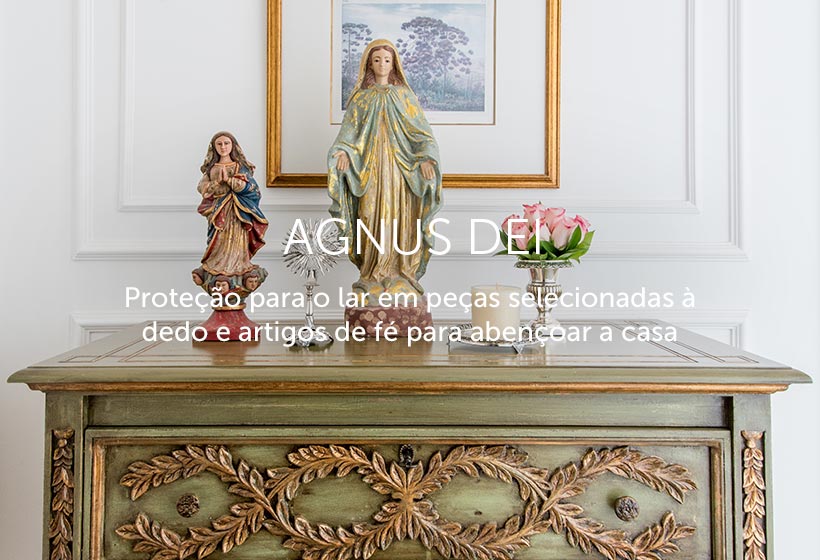 AGNUS DEI
Proteção para o lar em peças selecionadas à
dedo e artigos de fé para abençoar a casa